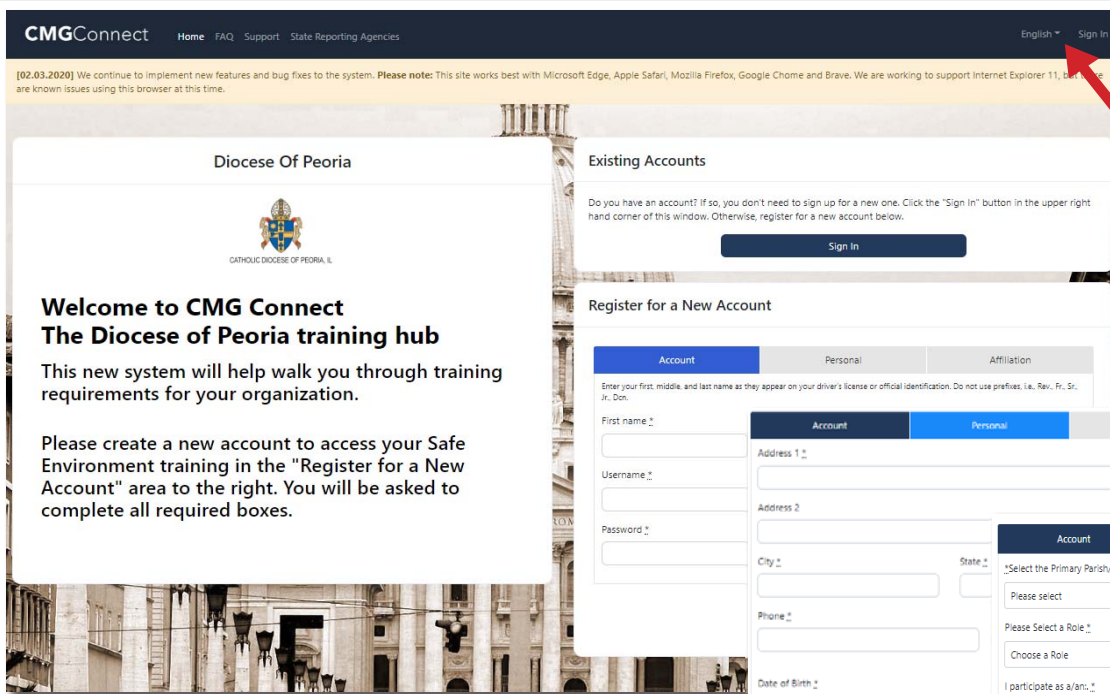 CMGConnect Home FAQ Support State Reporting Agencies English Sign In
[02.03.2020] We continue to implement new features and bug fixes to the system. Please note: This site works best with Microsoft Edge, Apple Safari, Mozilla Firefox, Google Chome and Brave. We are working to support Internet Explorer 11,
are known issues using this browser at this time.
Diocese Of Peoria
CATHOLIC DIOCESE OF PEORIA, IL
Welcome to CMG Connect
The Diocese of Peoria training hub
This new system will help walk you through training
requirements for your organization.
Please create a new account to access your Safe
Environment training in the "Register for a New
Account" area to the right. You will be asked to
complete all required boxes.
Existing Accounts
Do you have an account? If so, you don't need to sign up for a new one. Click the "Sign In" button in the upper right
hand corner of this window. Otherwise, register for a new account below.
Sign In
Register for a New Account
Account Personal Affiliation
Enter your first, middle, and last name as they appear on your driver's license or official identification. Do not use prefixes, i.e., Rev., Fr., Sr.,
Jr., Dcn.
First name *
Username *
Password *
Account Personal
Address 1 *
Address 2
City * State *
Phone *
Date of Birth *
Account
*Select the Primary Parish/
Please select
Please Select a Role *
Choose a Role
I participate as a/an:. *